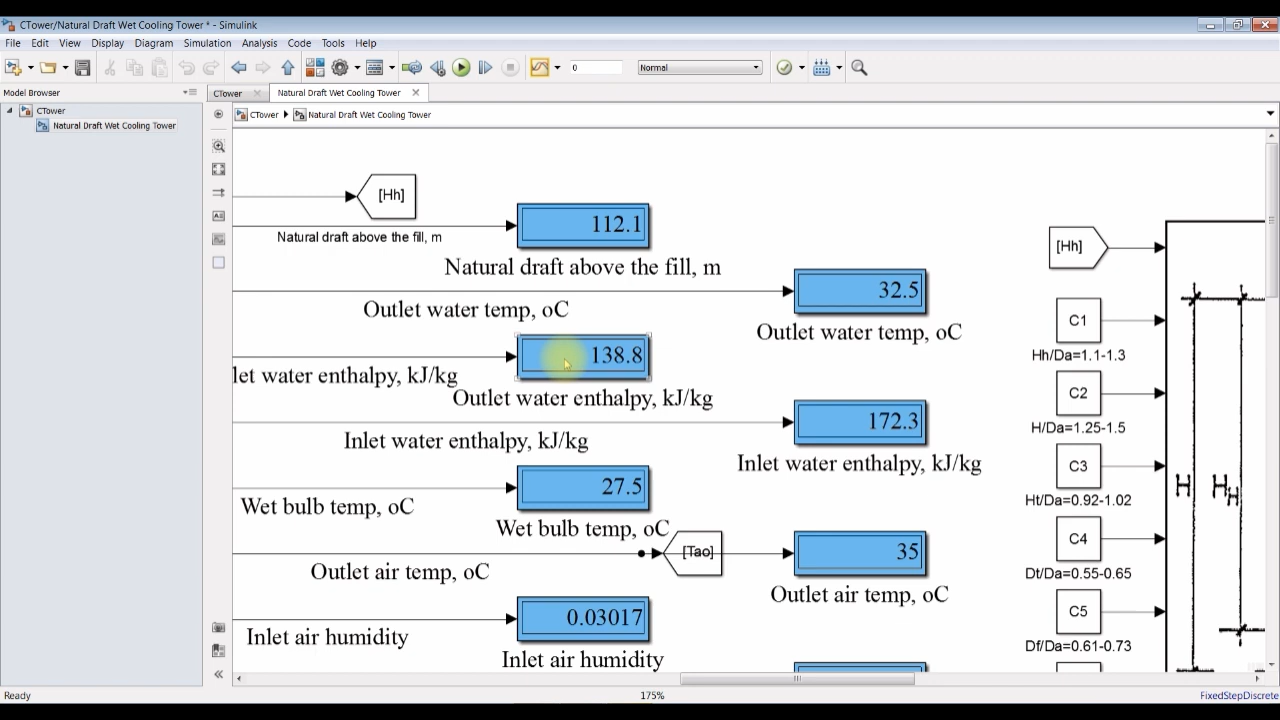 CTower/Natural Draft Wet Cooling Tower * - Simulink
File Edit View Display Diagram Simulation Analysis Code Tools Help
0
Normal
Model Browser
CTower
Natural Draft Wet Cooling Tower
CTower
Natural Draft Wet Cooling Tower
CTower
Natural Draft Wet Cooling Tower
[Hh]
112.1
Natural draft above the fill, m
Natural draft above the fill, m
32.5
Outlet water temp, oC
Outlet water temp, oC
138.8
let water enthalpy, kJ/kg
Outlet water enthalpy, kJ/kg
172.3
Inlet water enthalpy, kJ/kg
Inlet water enthalpy, kJ/kg
27.5
Wet bulb temp, oC
Wet bulb temp, oC
[Tao]
35
Outlet air temp, oC
Outlet air temp, oC
0.03017
Inlet air humidity
Inlet air humidity
[Hh]
C1
Hh/Da=1.1-1.3
C2
H/Da=1.25-1.5
C3
Ht/Da=0.92-1.02
C4
Dt/Da=0.55-0.65
C5
Df/Da=0.61-0.73
H
HH
Ready
175%
FixedStepDiscrete